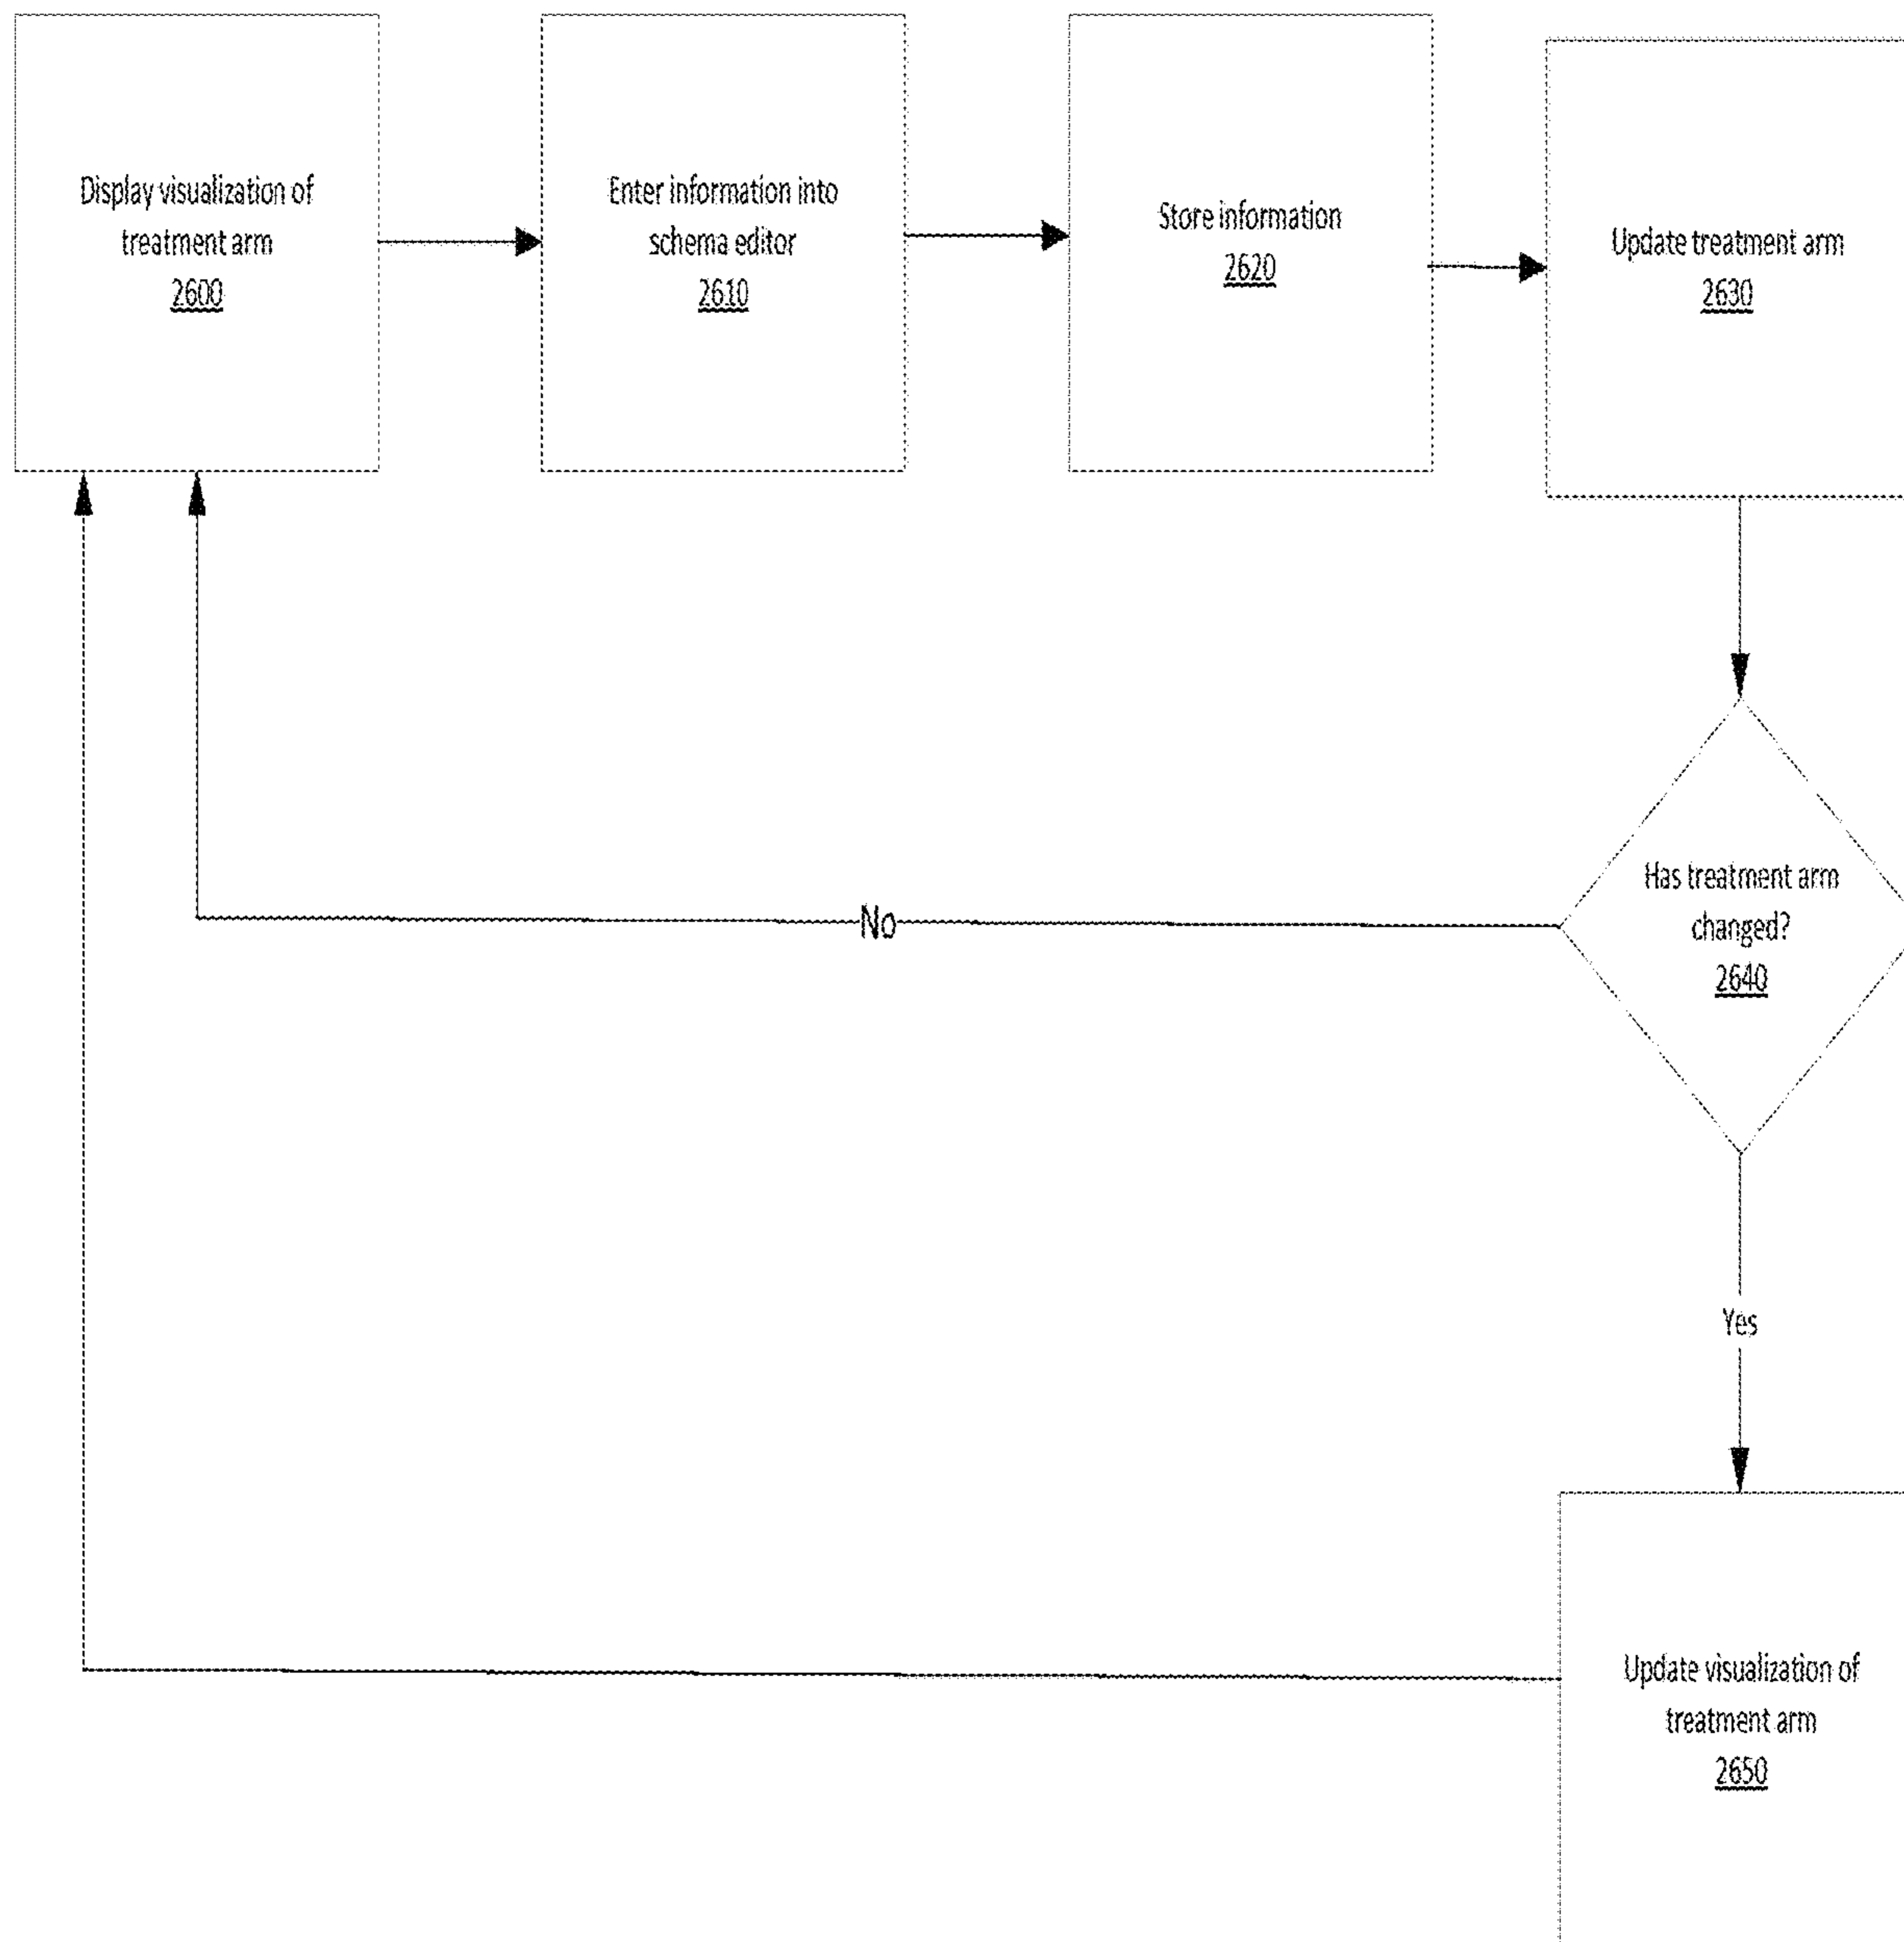 Display visualization of
treatment arm
2600
Enter information into
schema editor
2610
Store information
2620
Update treatment arm
2630
Has treatment arm
changed?
2640
No
Yes
Update visualization of
treatment arm
2650